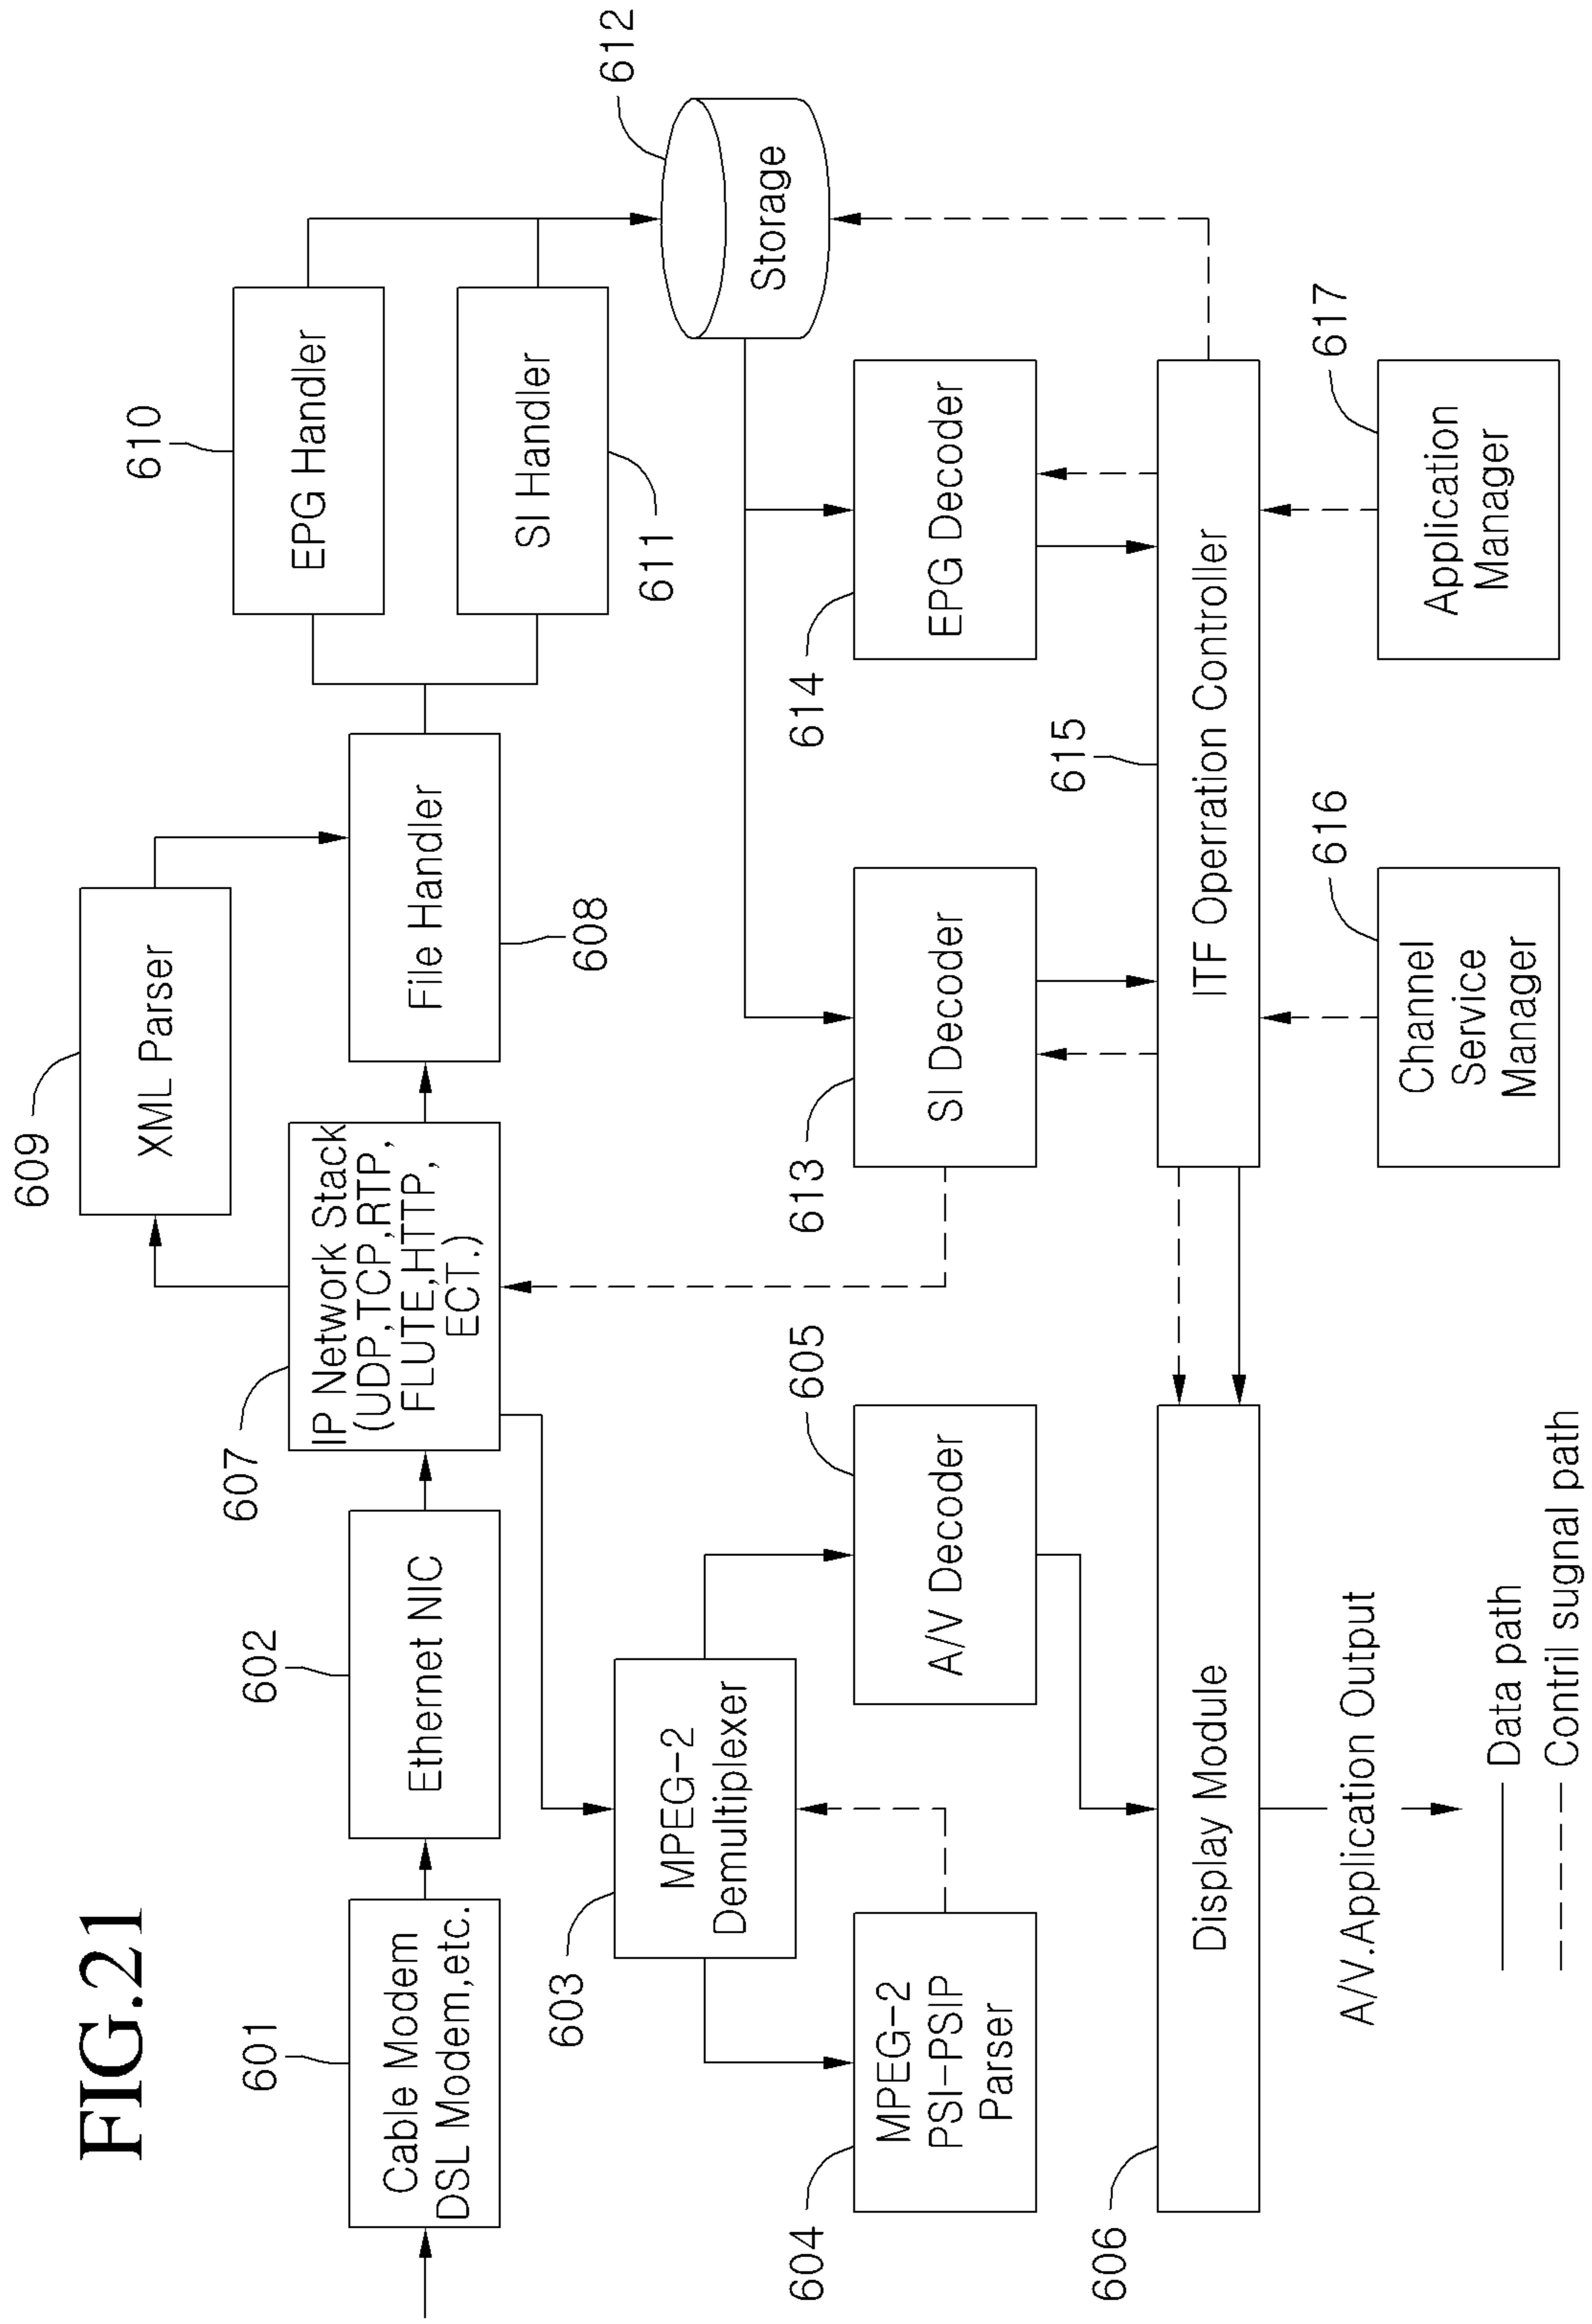 FIG.21
609
XML Parser
610
EPG Handler
601
Cable Modem
DSL Modem,etc.
602
Ethernet NIC
607
IP Network Stack
(UDP,TCP,RTP,
FLUTE,HTTP,
ECT.)
File Handler
608
SI Handler
611
612
Storage
603
MPEG-2
Demultiplexer
604
MPEG-2
PSI-PSIP
Parser
605
A/V Decoder
613
SI Decoder
614
EPG Decoder
606
Display Module
615
ITF Operration Controller
616
Channel
Service
Manager
617
Application
Manager
A/V.Application Output
Data path
Contril sugnal path